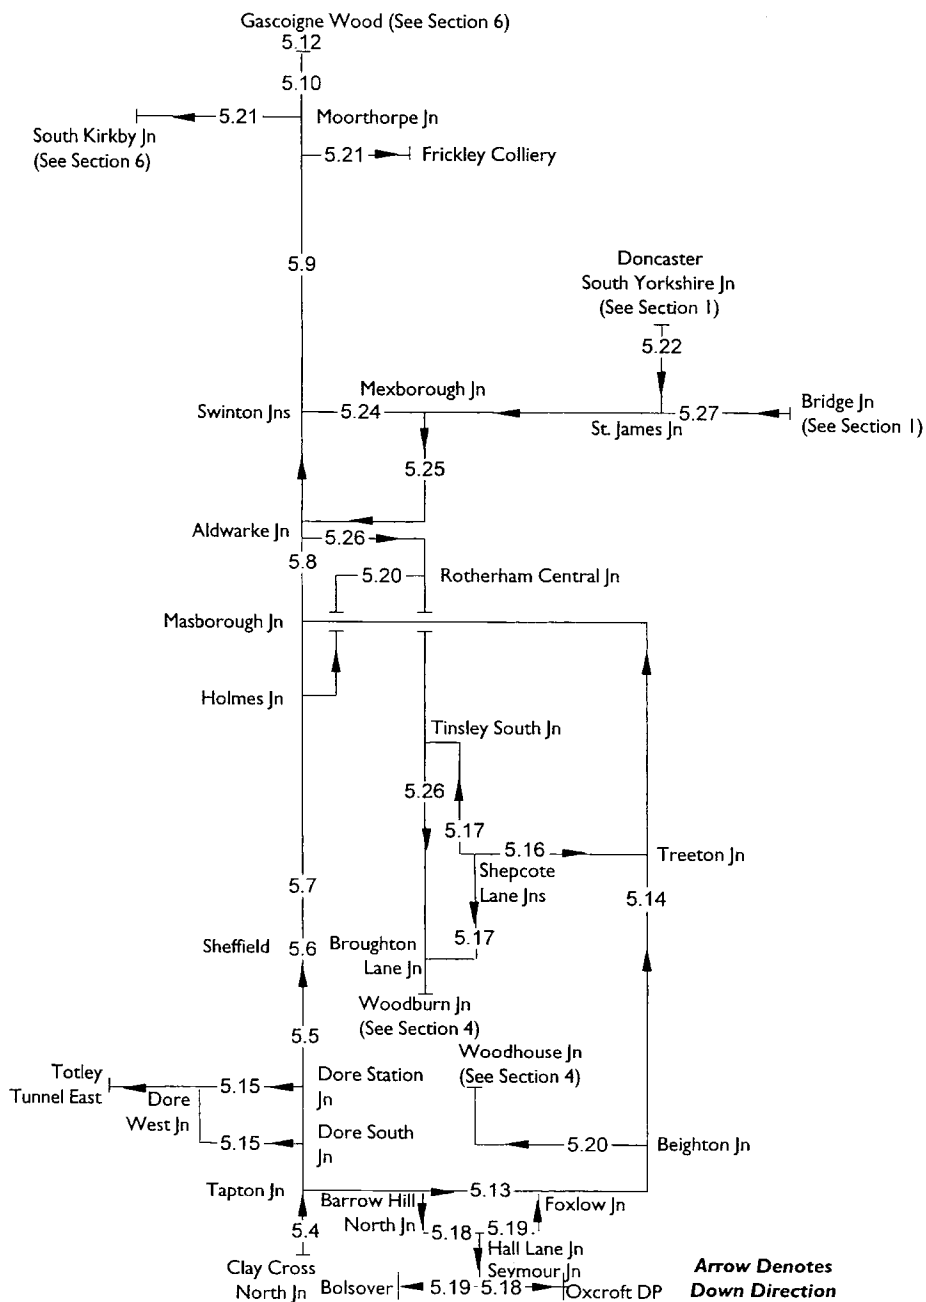 Gascoigne Wood (See Section 6)
5.12
5.10
5.21
Moorthorpe Jn
South Kirkby Jn
(See Section 6)
5.21
Frickley Colliery
5.9
Doncaster
South Yorkshire Jn
(See Section 1)
5.22
Mexborough Jn
Swinton Jns
5.24
5.27
Bridge Jn
(See Section 1)
St. James Jn
5.25
Aldwarke Jn
5.26
5.8
5.20
Rotherham Central Jn
Masborough Jn
Holmes Jn
Tinsley South Jn
5.26
5.17
5.16
Treeton Jn
Shepcote
Lane Jns
5.7
5.14
5.17
Sheffield
5.6
Broughton
Lane Jn
Woodburn Jn
(See Section 4)
5.5
Woodhouse Jn
(See Section 4)
Totley
Tunnel East
5.15
Dore Station
Jn
Dore
West Jn
5.15
Dore South
Jn
5.20
Beighton Jn
Tapton Jn
5.13
Barrow Hill
North Jn
Foxlow Jn
5.4
5.18
5.19
Hall Lane Jn
Seymour Jn
Clay Cross
North Jn
Bolsover
5.19
5.18
Oxcroft DP
Arrow Denotes
Down Direction